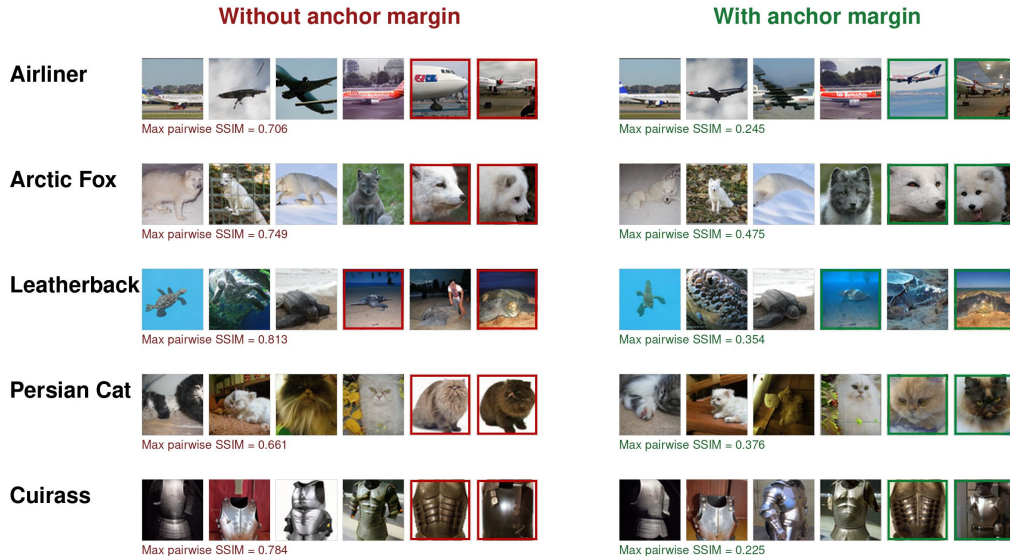 Without anchor margin
With anchor margin
Airliner
Max pairwise SSIM = 0.706
Max pairwise SSIM = 0.245
Arctic Fox
Max pairwise SSIM = 0.749
Max pairwise SSIM = 0.475
Leatherback
Max pairwise SSIM = 0.813
Max pairwise SSIM = 0.354
Persian Cat
Max pairwise SSIM = 0.661
Max pairwise SSIM = 0.376
Cuirass
Max pairwise SSIM = 0.784
Max pairwise SSIM = 0.225